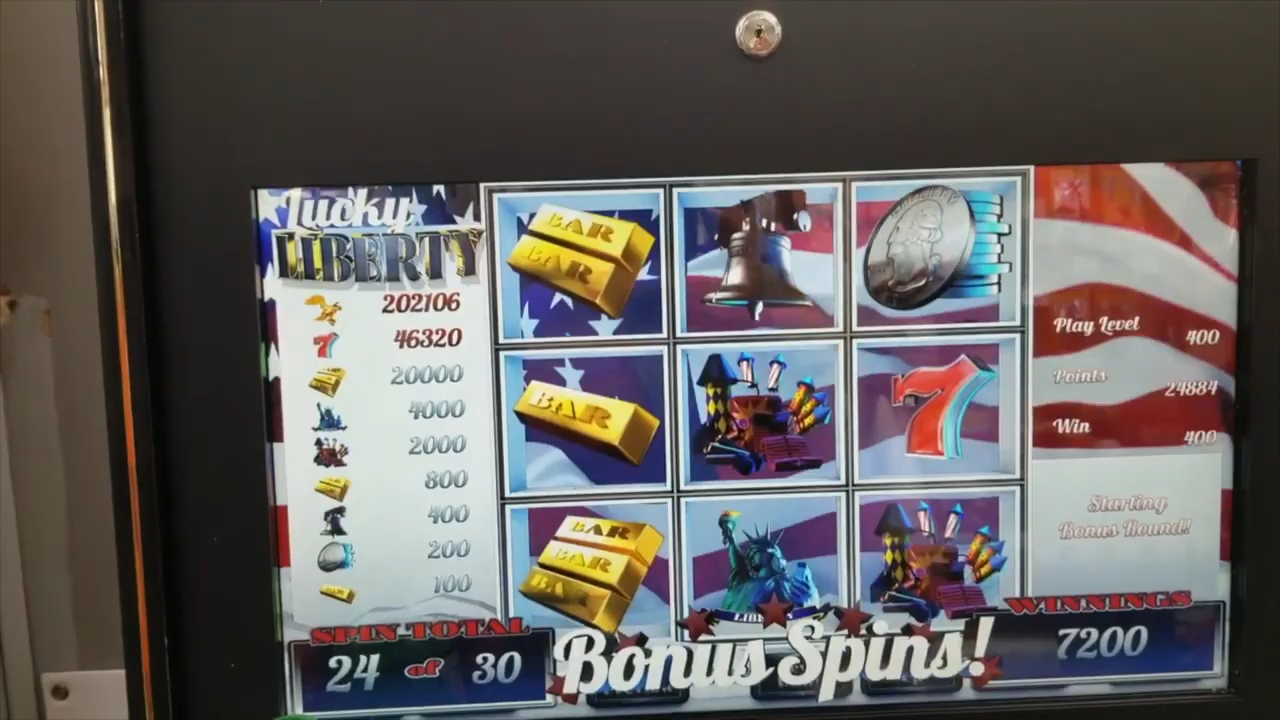 Lucky
LIBERTY
202106
46320
20000
4000
2000
800
400
200
100
BAR
BAR
BAR
BAR
BAR
BAR
LIBERTY
Play Level
400
Points
24884
Win
400
Starting
Bonus Round!
SPIN TOTAL
24 of 30
Bonus Spins!
WINNINGS
7200